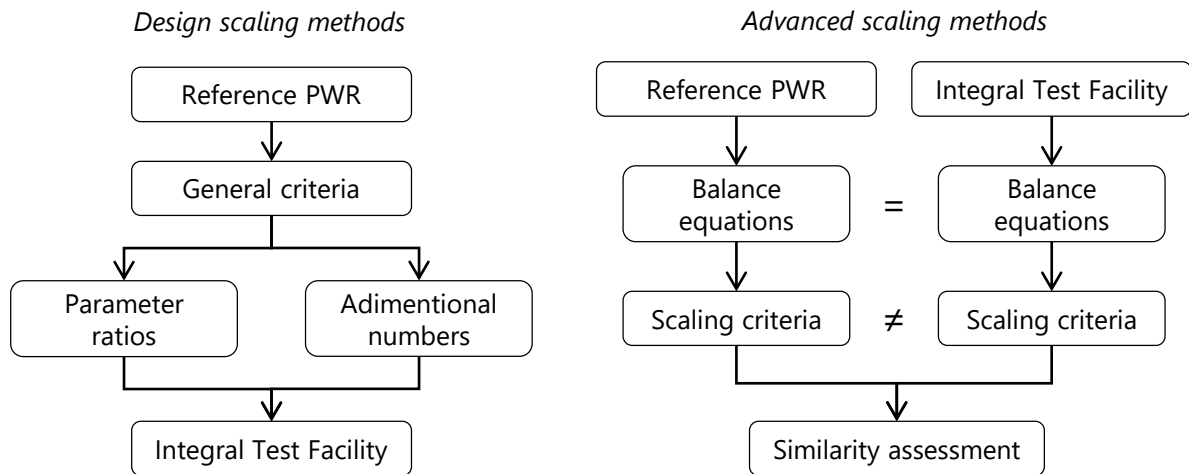 Design scaling methods
Reference PWR
General criteria
Parameter
ratios
Adimentional
numbers
Integral Test Facility
Advanced scaling methods
Reference PWR
Integral Test Facility
Balance
equations
=
Balance
equations
Scaling criteria
≠
Scaling criteria
Similarity assessment